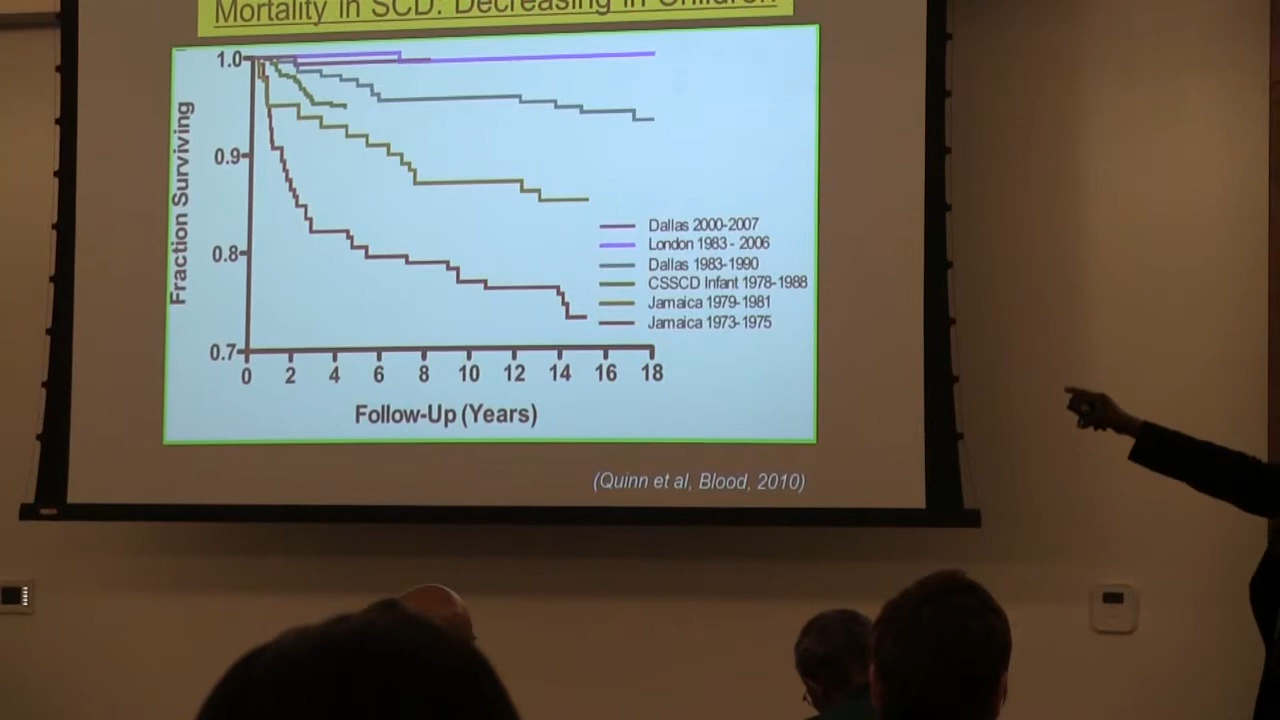 Mortality in SCD: Decreasing in Children
1.0
0.9
0.8
0.7
Fraction Surviving
Dallas 2000-2007
London 1983 - 2006
Dallas 1983-1990
CSSCD Infant 1978-1988
Jamaica 1979-1981
Jamaica 1973-1975
0 2 4 6 8 10 12 14 16 18
Follow-Up (Years)
(Quinn et al, Blood, 2010)